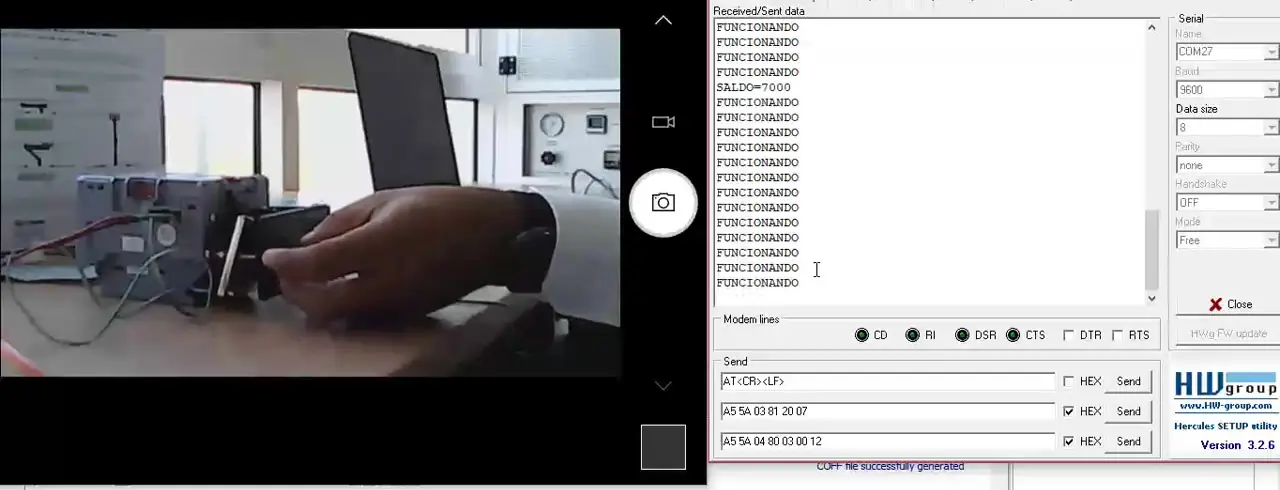 Received/Sent data
FUNCIONANDO
FUNCIONANDO
FUNCIONANDO
FUNCIONANDO
SALDO=7000
FUNCIONANDO
FUNCIONANDO
FUNCIONANDO
FUNCIONANDO
FUNCIONANDO
FUNCIONANDO
FUNCIONANDO
FUNCIONANDO
FUNCIONANDO
FUNCIONANDO
FUNCIONANDO
FUNCIONANDO
FUNCIONANDO
Modem lines
CD RI DSR CTS DTR RTS
Send
AT<CR><LF> HEX Send
A5 5A 03 81 20 07 HEX Send
A5 5A 04 80 03 00 12 HEX Send
Serial
Name
COM27
Baud
9600
Data size
8
Parity
none
Handshake
OFF
Mode
Free
Close
HWg FW update
HWgroup
www.HW-group.com
Hercules SETUP utility
Version 3.2.6
COFF file successfully generated